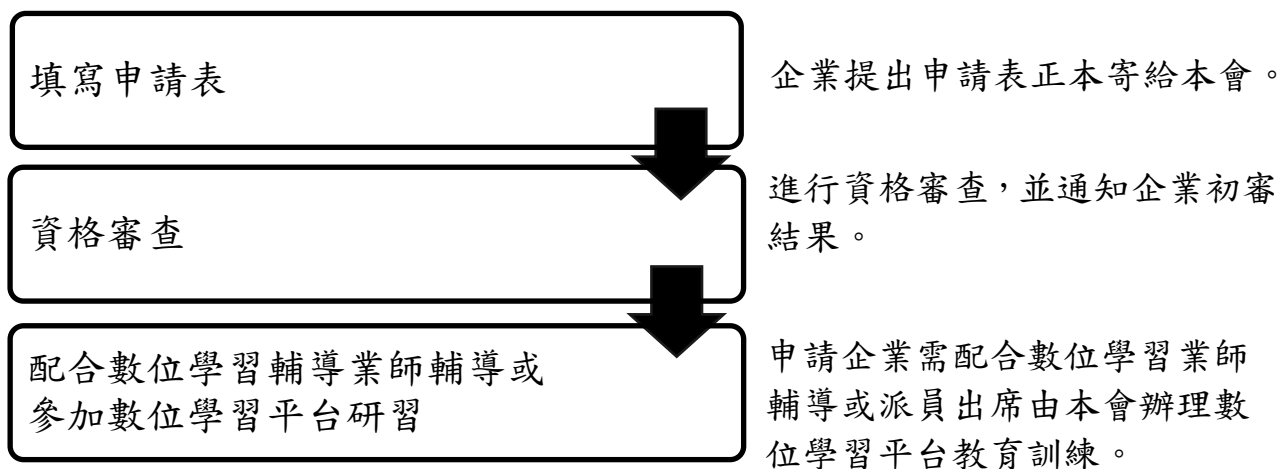 填寫申請表
企業提出申請表正本寄給本會。
資格審查
進行資格審查，並通知企業初審
結果。
配合數位學習輔導業師輔導或
參加數位學習平台研習
申請企業需配合數位學習業師
輔導或派員出席由本會辦理數
位學習平台教育訓練。